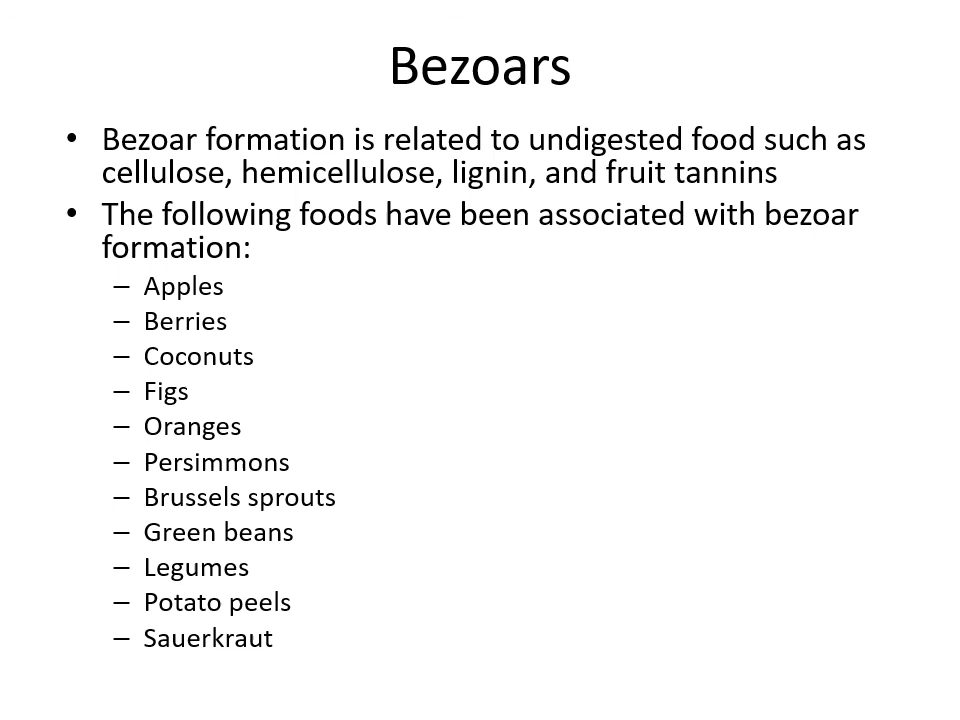 Bezoars
• Bezoar formation is related to undigested food such as
cellulose, hemicellulose, lignin, and fruit tannins
• The following foods have been associated with bezoar
formation:
– Apples
– Berries
– Coconuts
– Figs
– Oranges
– Persimmons
– Brussels sprouts
– Green beans
– Legumes
– Potato peels
– Sauerkraut